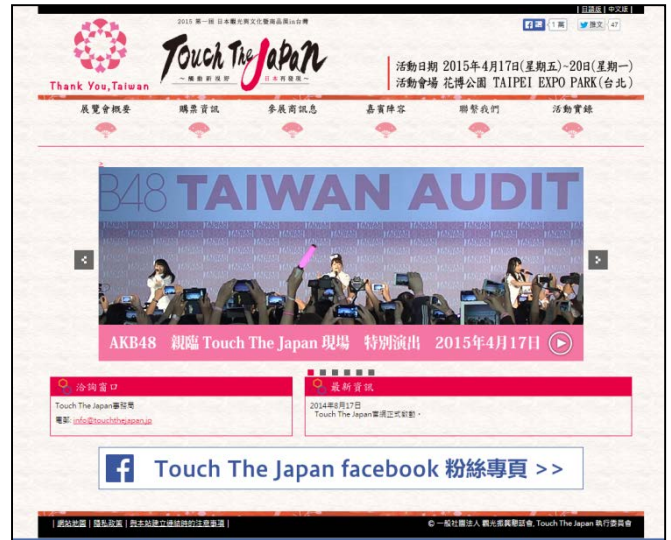 | 日語版 | 中文版 |
2015 第一回 日本觀光與文化暨商品展in台灣
讚 1 萬
推文 47
Touch The Japan
~ 觸動新視野 日本再發現 ~
Thank You,Taiwan
活動日期 2015年4月17日(星期五)~20日(星期一)
活動會場 花博公園 TAIPEI EXPO PARK(台北)
展覽會概要 購票資訊 參展商訊息 嘉賓陣容 聯繫我們 活動實錄
B48 TAIWAN AUDIT
AKB48 親臨 Touch The Japan 現場 特別演出 2015年4月17日
洽詢窗口
Touch The Japan事務局
電郵: info@touchthejapan.jp
最新資訊
2014年8月17日
Touch The Japan官網正式啟動。
Touch The Japan facebook 粉絲專頁 >>
| 網站地圖 | 隱私政策 | 與本站建立連結時的注意事項 |
© 一般社團法人 觀光振興懇話會, Touch The Japan 執行委員會